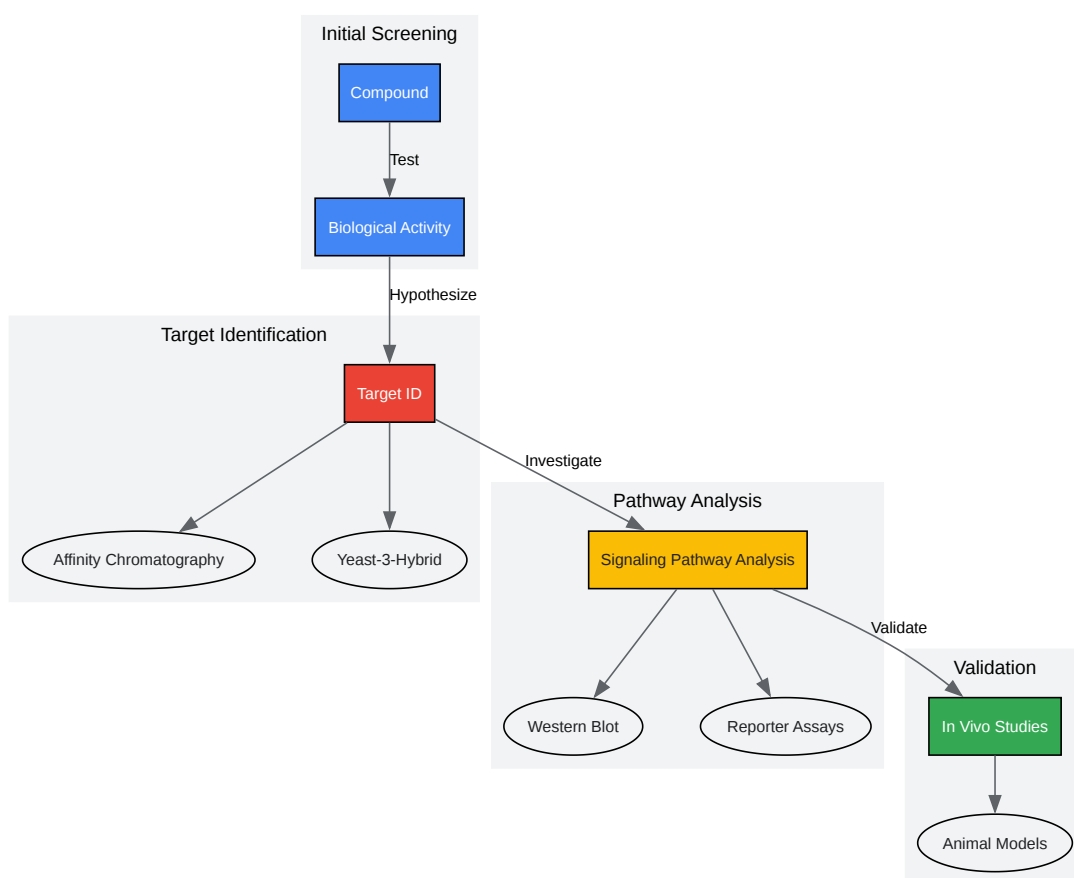 Initial Screening
Compound
Test
Biological Activity
Hypothesize
Target Identification
Target ID
Investigate
Affinity Chromatography
Yeast-3-Hybrid
Pathway Analysis
Signaling Pathway Analysis
Validate
Western Blot
Reporter Assays
Validation
In Vivo Studies
Animal Models